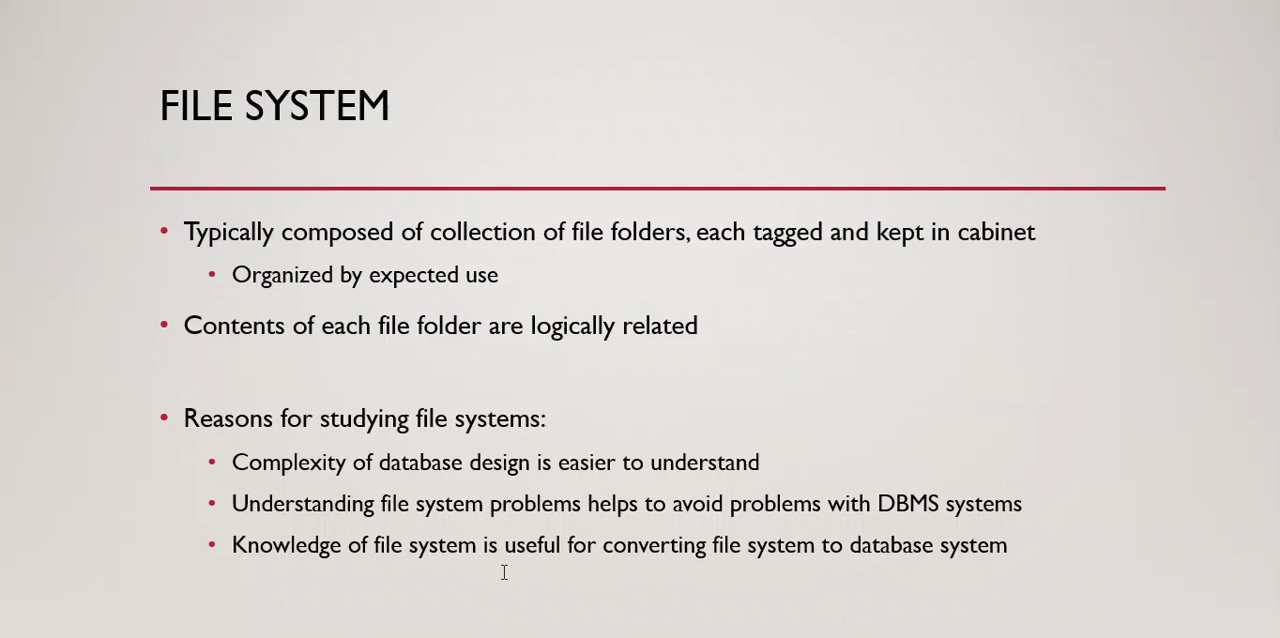 FILE SYSTEM
• Typically composed of collection of file folders, each tagged and kept in cabinet
• Organized by expected use
• Contents of each file folder are logically related
• Reasons for studying file systems:
• Complexity of database design is easier to understand
• Understanding file system problems helps to avoid problems with DBMS systems
• Knowledge of file system is useful for converting file system to database system